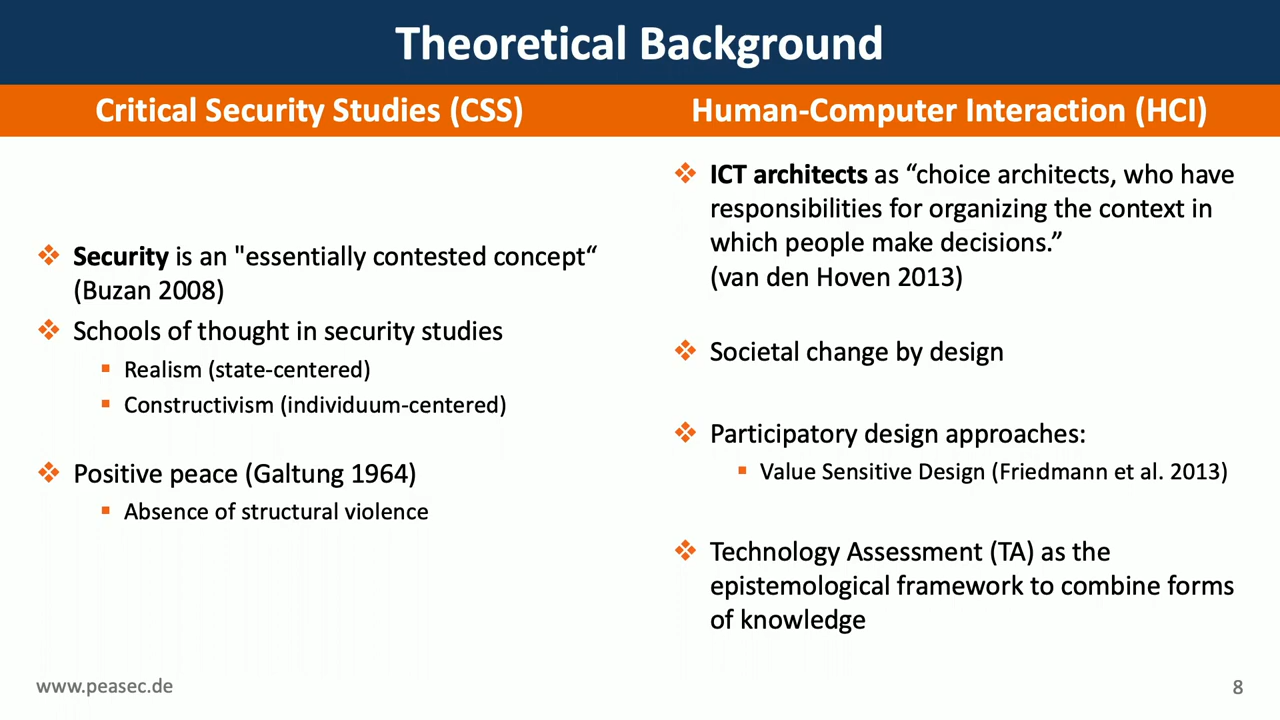 Theoretical Background
Critical Security Studies (CSS)
❖ Security is an "essentially contested concept“
(Buzan 2008)
❖ Schools of thought in security studies
▪ Realism (state-centered)
▪ Constructivism (individuum-centered)
❖ Positive peace (Galtung 1964)
▪ Absence of structural violence
Human-Computer Interaction (HCI)
❖ ICT architects as “choice architects, who have
responsibilities for organizing the context in
which people make decisions.”
(van den Hoven 2013)
❖ Societal change by design
❖ Participatory design approaches:
▪ Value Sensitive Design (Friedmann et al. 2013)
❖ Technology Assessment (TA) as the
epistemological framework to combine forms
of knowledge
www.peasec.de
8